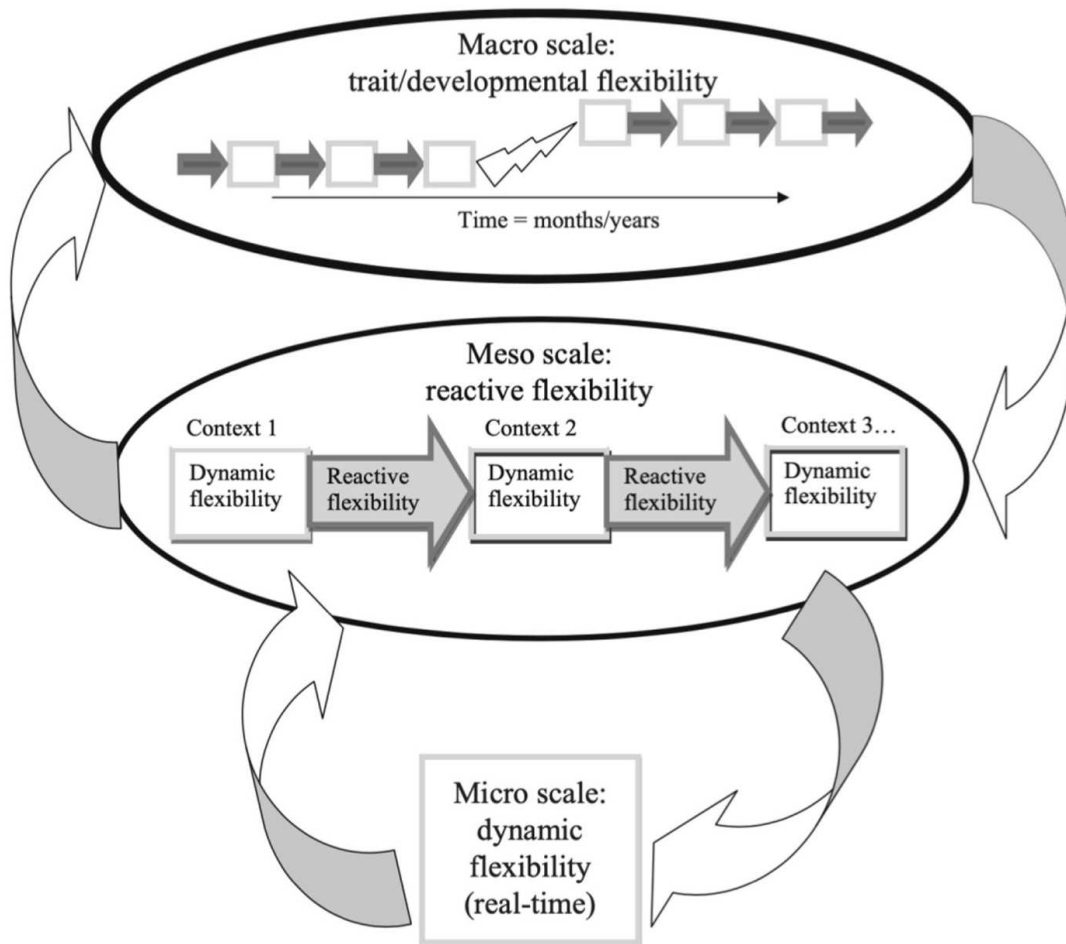 Macro scale:
trait/developmental flexibility
Time = months/years
Meso scale:
reactive flexibility
Context 1
Context 2
Context 3...
Dynamic
flexibility
Reactive
flexibility
Dynamic
flexibility
Reactive
flexibility
Dynamic
flexibility
Micro scale:
dynamic
flexibility
(real-time)